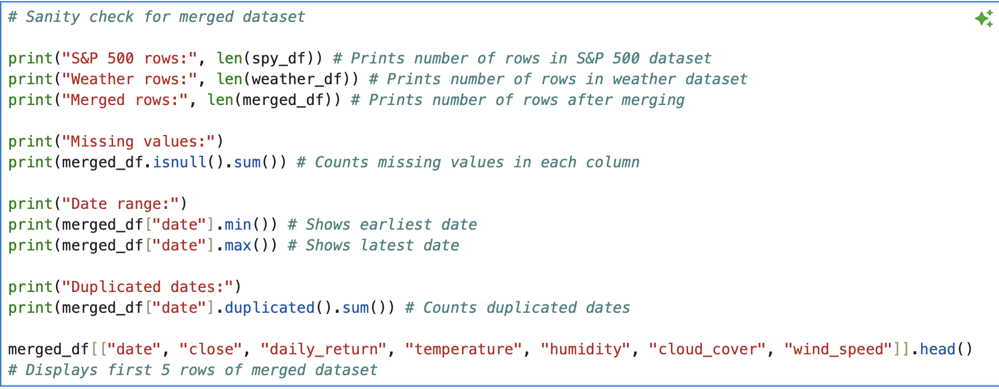 # Sanity check for merged dataset
print("S&P 500 rows:", len(spy_df)) # Prints number of rows in S&P 500 dataset
print("Weather rows:", len(weather_df)) # Prints number of rows in weather dataset
print("Merged rows:", len(merged_df)) # Prints number of rows after merging
print("Missing values:")
print(merged_df.isnull().sum()) # Counts missing values in each column
print("Date range:")
print(merged_df["date"].min()) # Shows earliest date
print(merged_df["date"].max()) # Shows latest date
print("Duplicated dates:")
print(merged_df["date"].duplicated().sum()) # Counts duplicated dates
merged_df[["date", "close", "daily_return", "temperature", "humidity", "cloud_cover", "wind_speed"]].head()
# Displays first 5 rows of merged dataset